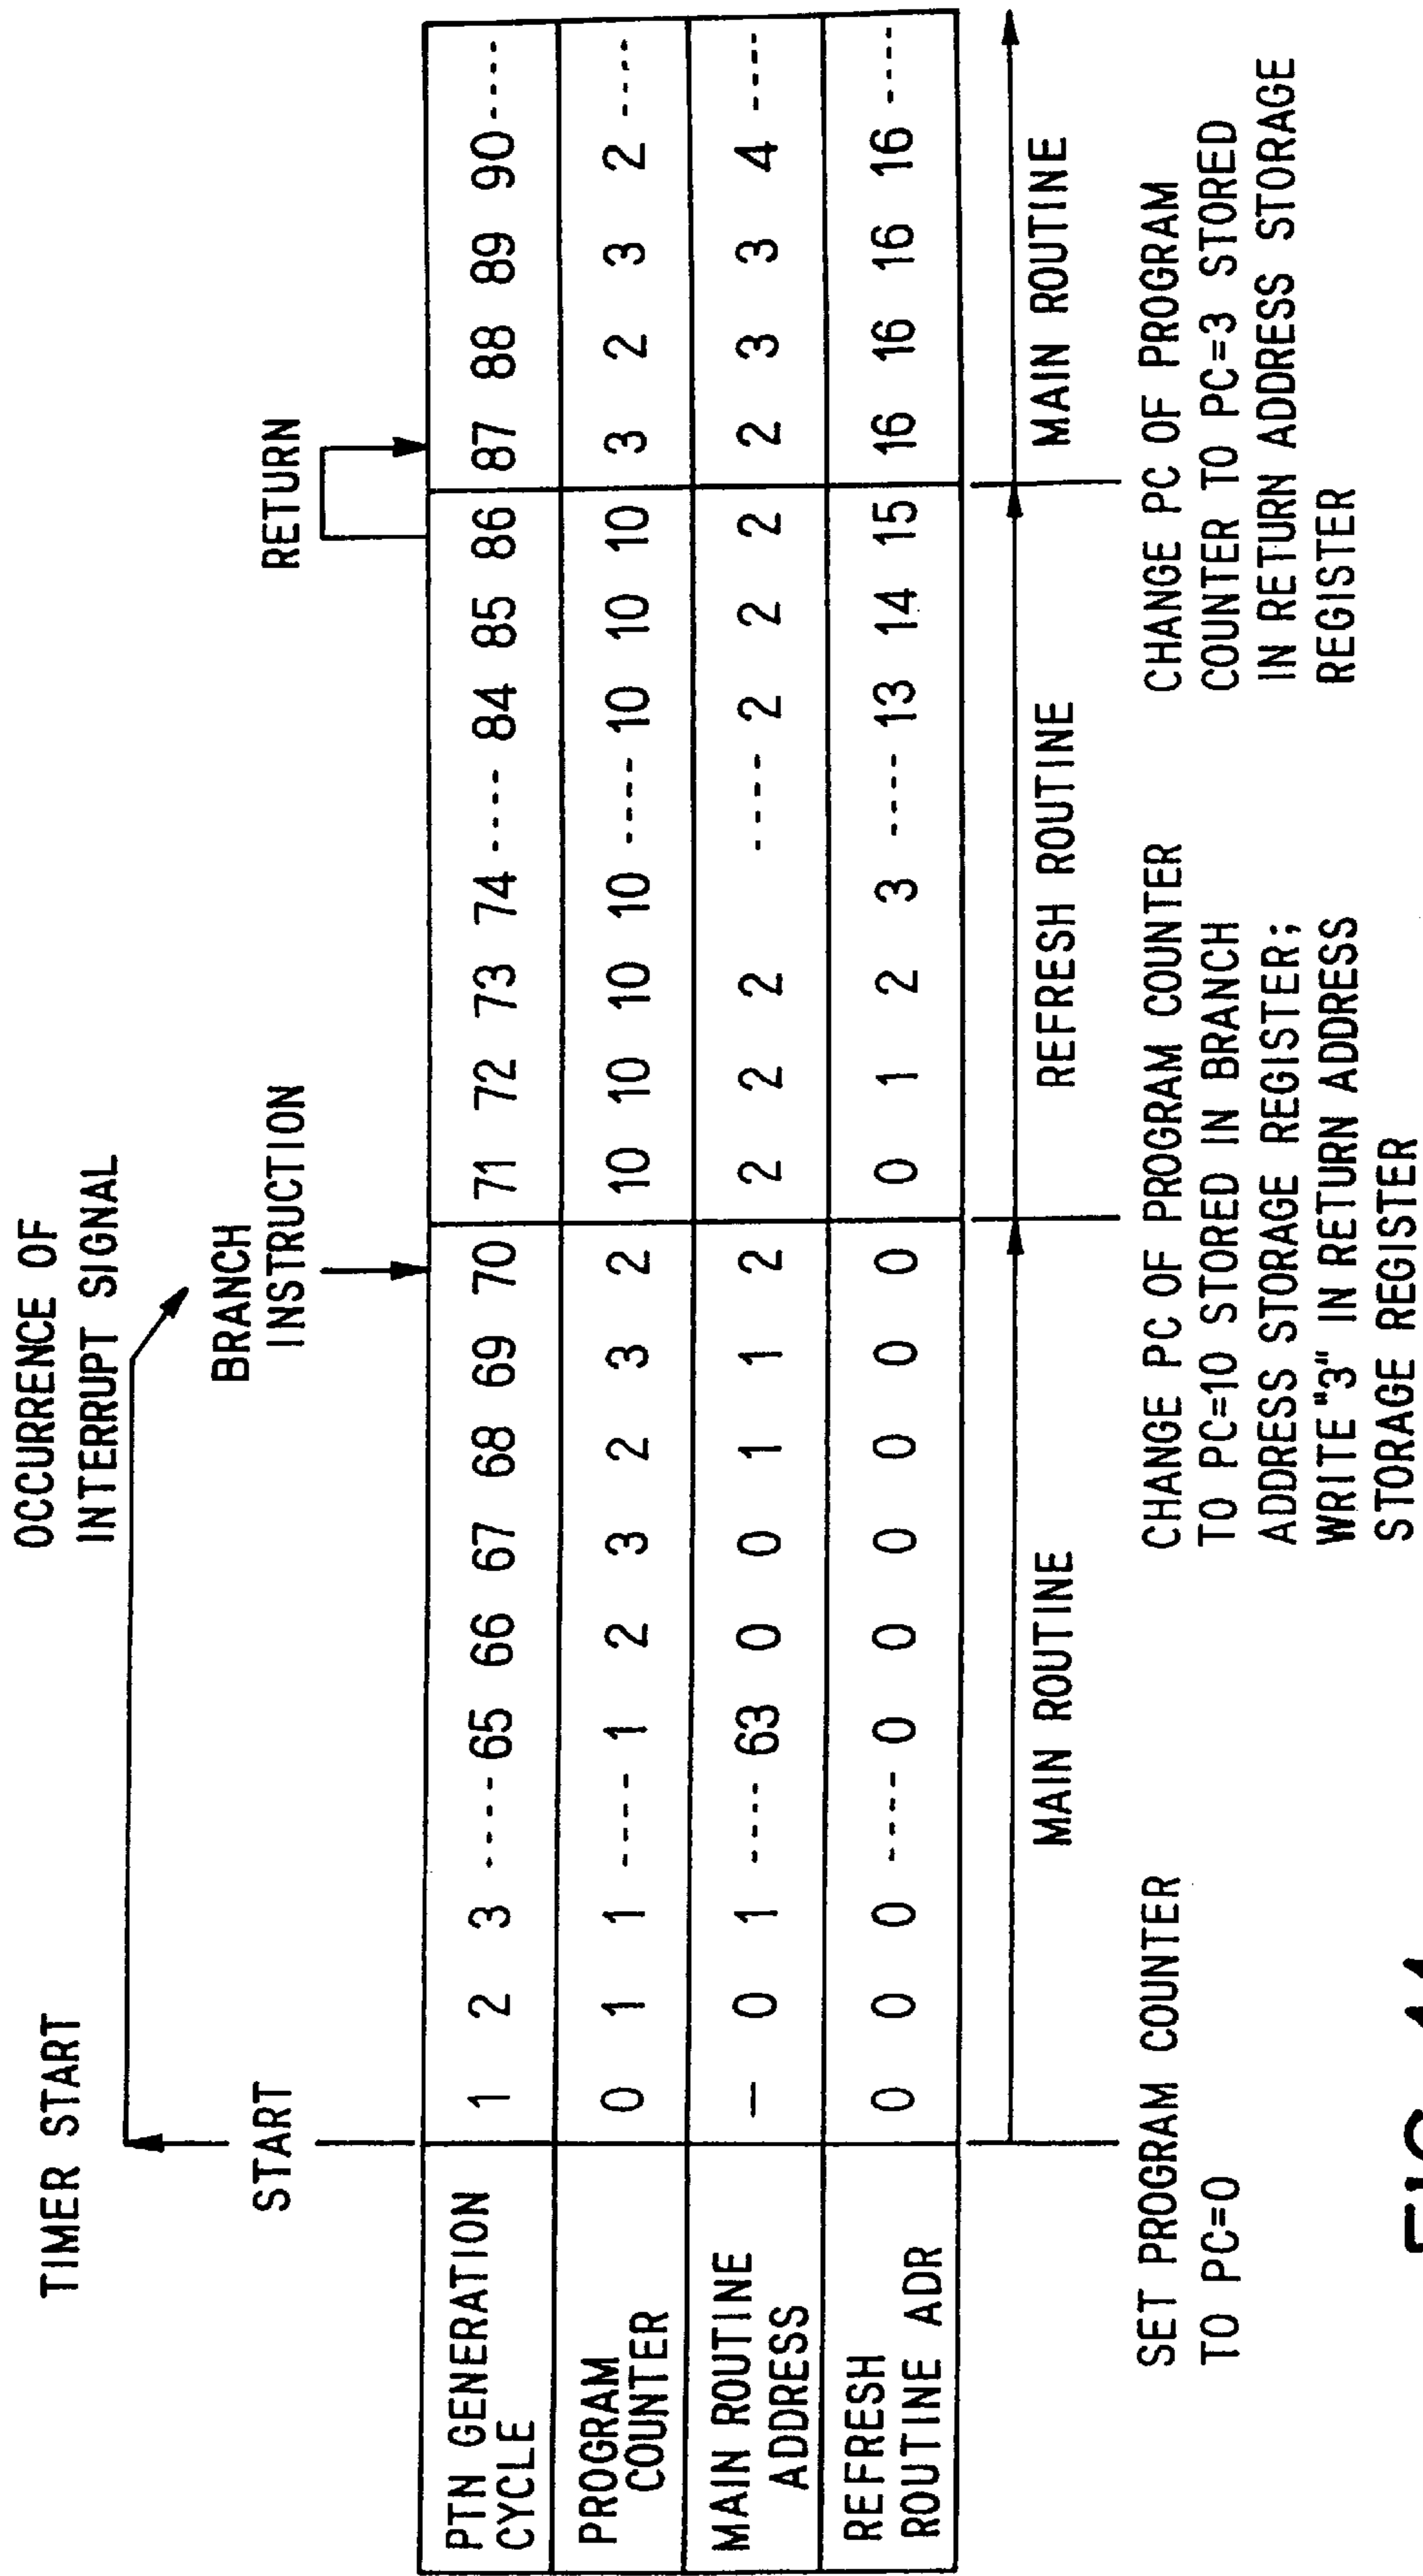 TIMER START
OCCURRENCE OF
INTERRUPT SIGNAL
START
BRANCH
INSTRUCTION
RETURN
PTN GENERATION
CYCLE
1 2 3 ---- 65 66 67 68 69 70 71 72 73 74 ---- 84 85 86 87 88 89 90 ----
PROGRAM
COUNTER
0 1 1 ---- 1 2 3 2 3 2 10 10 10 10 ---- 10 10 10 3 2 3 2 ----
MAIN ROUTINE
ADDRESS
— 0 1 ---- 63 0 0 1 1 2 2 2 2 ---- 2 2 2 2 3 3 4 ----
REFRESH
ROUTINE ADR
0 0 0 ---- 0 0 0 0 0 0 0 1 2 3 ---- 13 14 15 16 16 16 16 ----
MAIN ROUTINE
REFRESH ROUTINE
MAIN ROUTINE
SET PROGRAM COUNTER
TO PC=0
CHANGE PC OF PROGRAM COUNTER
TO PC=10 STORED IN BRANCH
ADDRESS STORAGE REGISTER;
WRITE "3" IN RETURN ADDRESS
STORAGE REGISTER
CHANGE PC OF PROGRAM
COUNTER TO PC=3 STORED
IN RETURN ADDRESS STORAGE
REGISTER